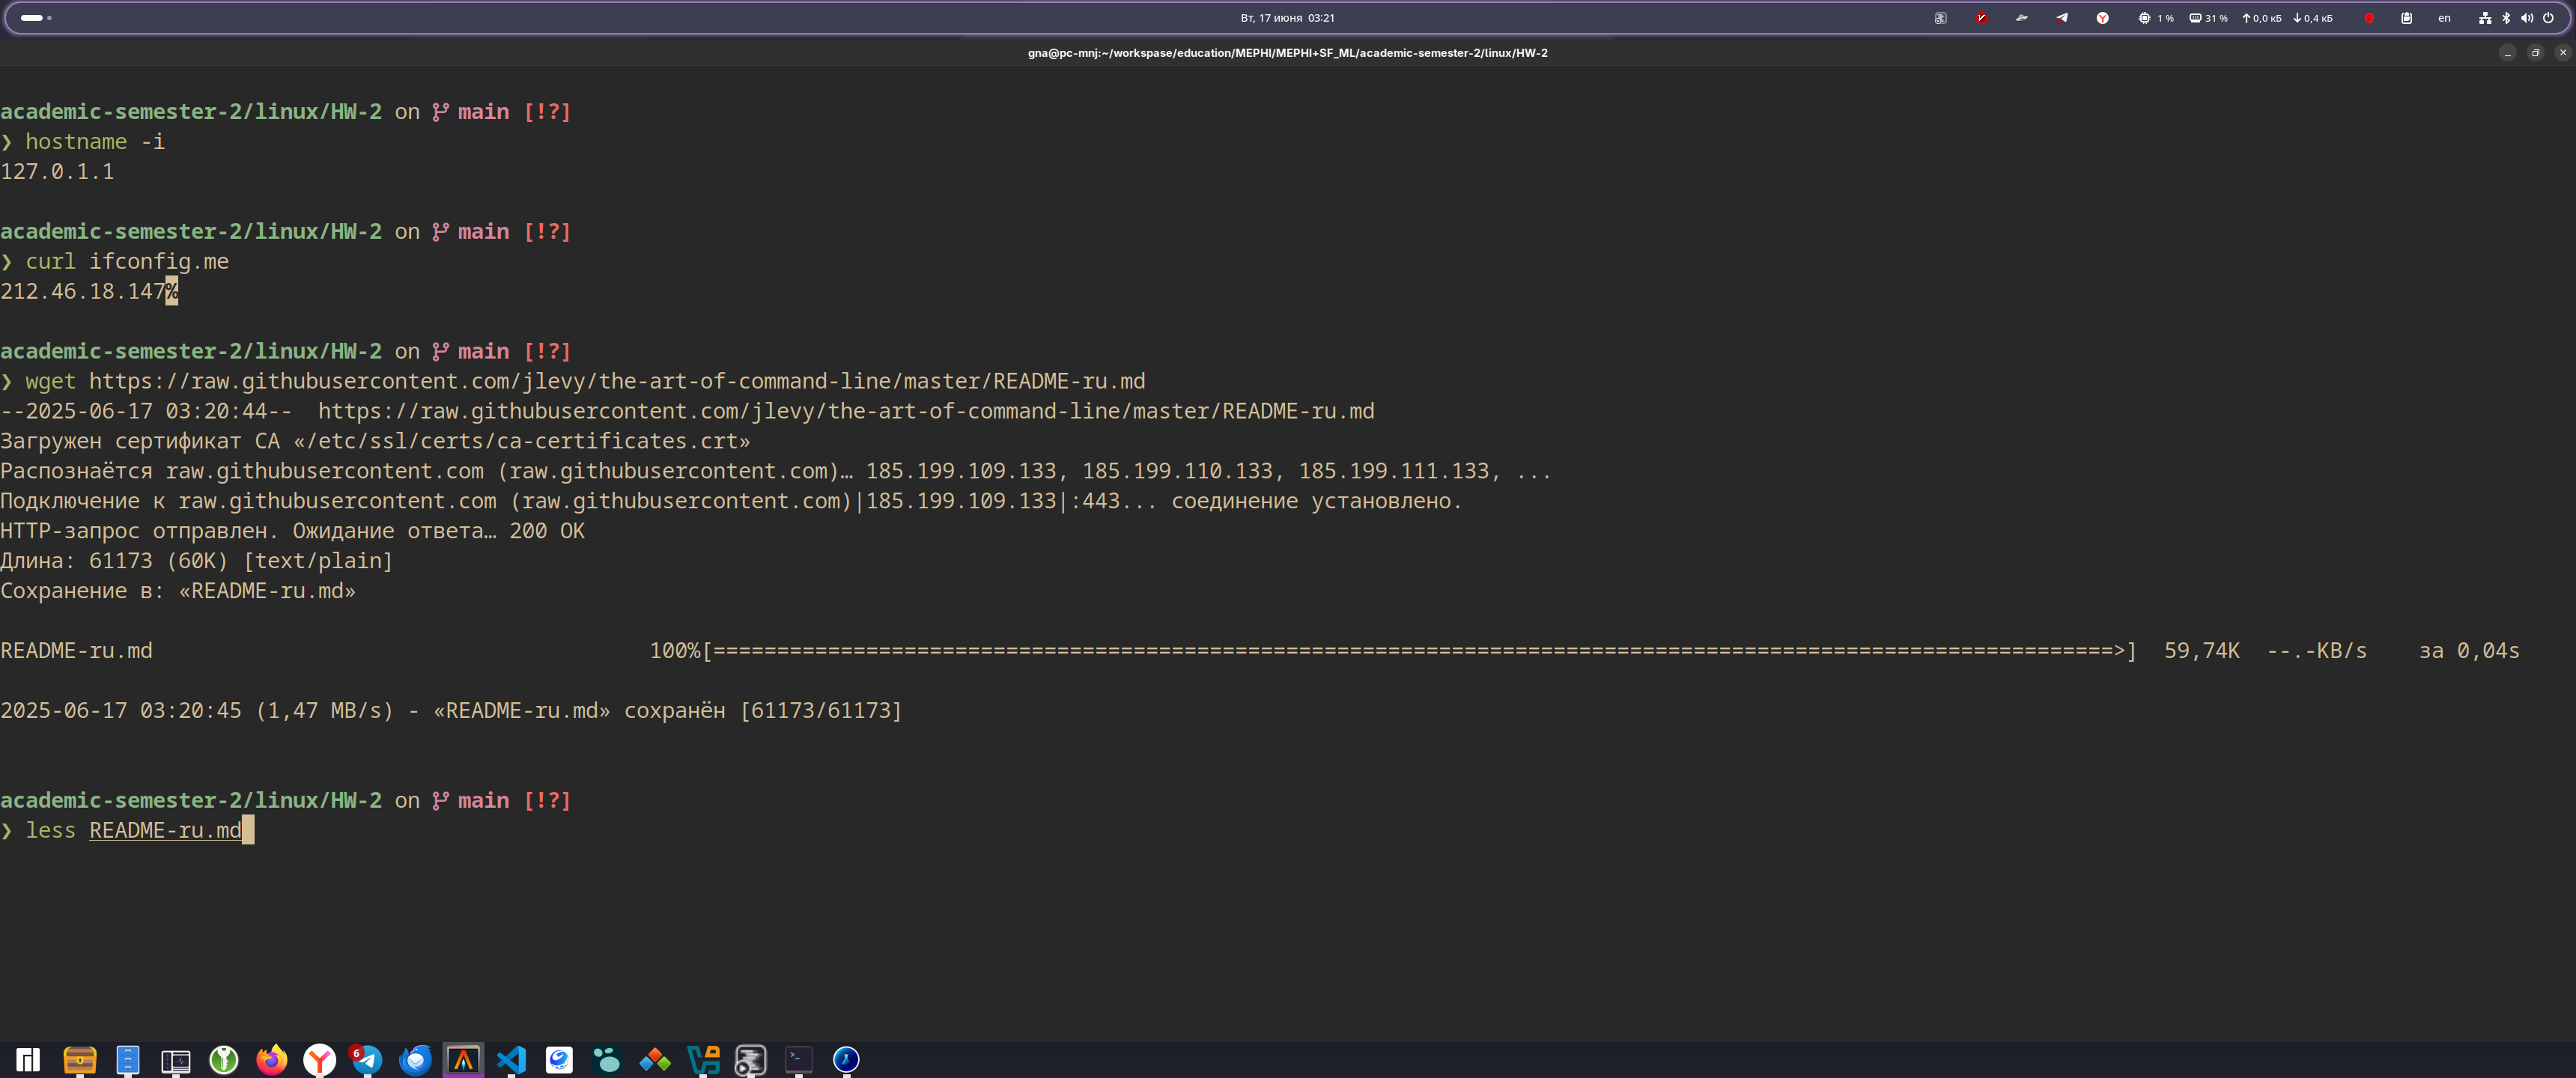 Вт, 17 июня 03:21
1 % 31 % 0,0 кБ 0,4 кБ en
gna@pc-mnj:~/workspase/education/MEPHI/MEPHI+SF_ML/academic-semester-2/linux/HW-2
academic-semester-2/linux/HW-2 on main [!?]
❯ hostname -i
127.0.1.1
academic-semester-2/linux/HW-2 on main [!?]
❯ curl ifconfig.me
212.46.18.147%
academic-semester-2/linux/HW-2 on main [!?]
❯ wget https://raw.githubusercontent.com/jlevy/the-art-of-command-line/master/README-ru.md
--2025-06-17 03:20:44--  https://raw.githubusercontent.com/jlevy/the-art-of-command-line/master/README-ru.md
Загружен сертификат CA «/etc/ssl/certs/ca-certificates.crt»
Распознаётся raw.githubusercontent.com (raw.githubusercontent.com)… 185.199.109.133, 185.199.110.133, 185.199.111.133, ...
Подключение к raw.githubusercontent.com (raw.githubusercontent.com)|185.199.109.133|:443... соединение установлено.
HTTP-запрос отправлен. Ожидание ответа… 200 OK
Длина: 61173 (60K) [text/plain]
Сохранение в: «README-ru.md»
README-ru.md 100%[==============================================================================================================>] 59,74K --.-KB/s за 0,04s
2025-06-17 03:20:45 (1,47 MB/s) - «README-ru.md» сохранён [61173/61173]
academic-semester-2/linux/HW-2 on main [!?]
❯ less README-ru.md
6